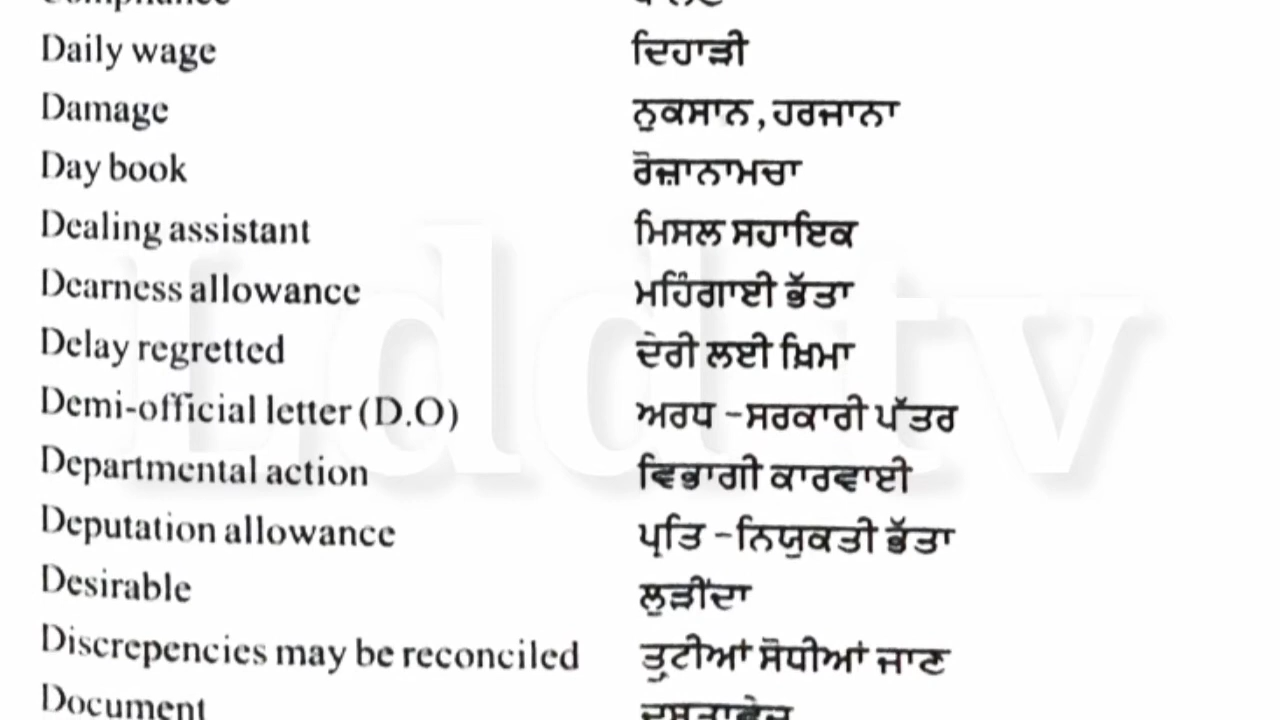 Daily wage ਦਿਹਾੜੀ
Damage ਨੁਕਸਾਨ, ਹਰਜਾਨਾ
Day book ਰੋਜ਼ਾਨਾਮਚਾ
Dealing assistant ਮਿਸਲ ਸਹਾਇਕ
Dearness allowance ਮਹਿੰਗਾਈ ਭੱਤਾ
Delay regretted ਦੇਰੀ ਲਈ ਖ਼ਿਮਾ
Demi-official letter (D.O) ਅਰਧ -ਸਰਕਾਰੀ ਪੱਤਰ
Departmental action ਵਿਭਾਗੀ ਕਾਰਵਾਈ
Deputation allowance ਪ੍ਰਤਿ -ਨਿਯੁਕਤੀ ਭੱਤਾ
Desirable ਲੁੜੀਂਦਾ
Discrepencies may be reconciled ਤ੍ਰੁਟੀਆਂ ਸੋਧੀਆਂ ਜਾਣ
Document
Ldd tv